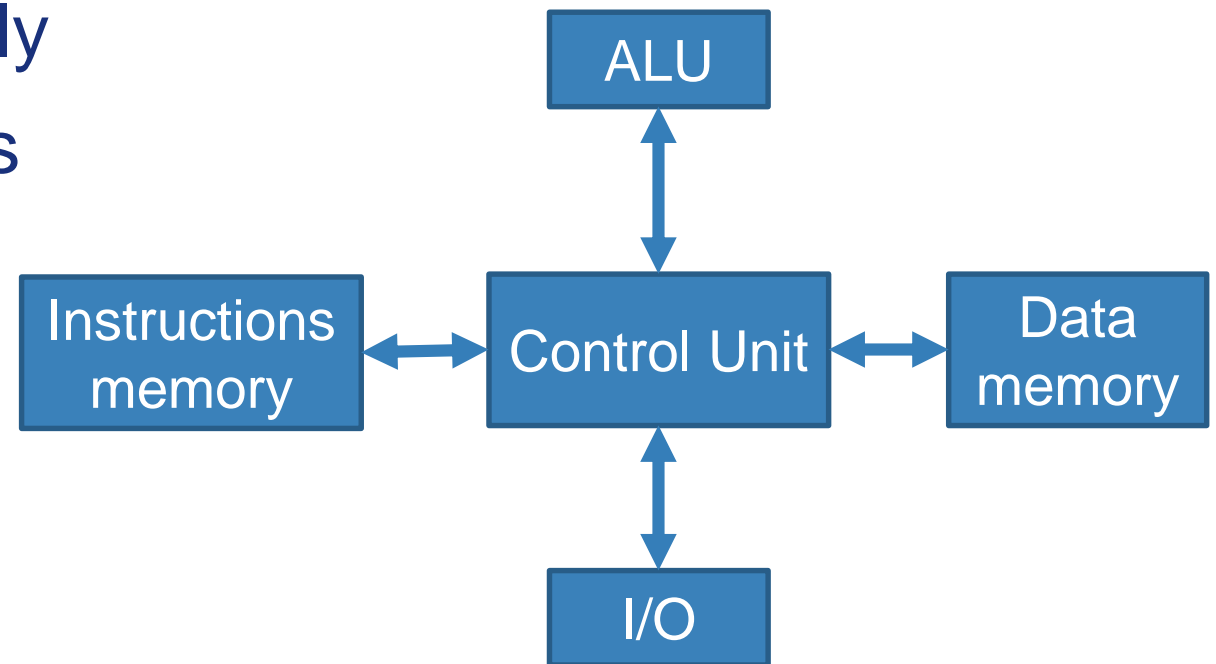 ALU
Instructions
memory
Control Unit
Data
memory
I/O